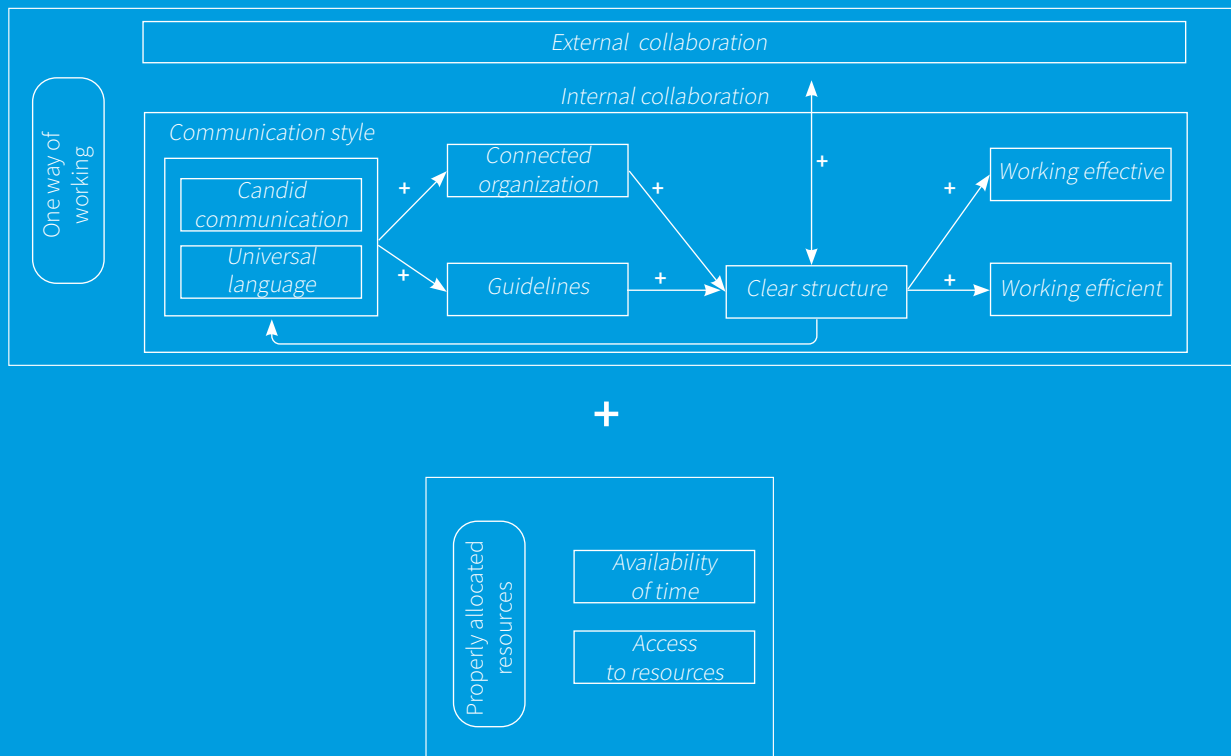 External collaboration
Internal collaboration
One way of
working
Communication style
Candid
communication
Universal
language
+
+
Connected
organization
Guidelines
+
+
+
Clear structure
+
+
Working effective
Working efficient
+
Properly allocated
resources
Availability
of time
Access
to resources